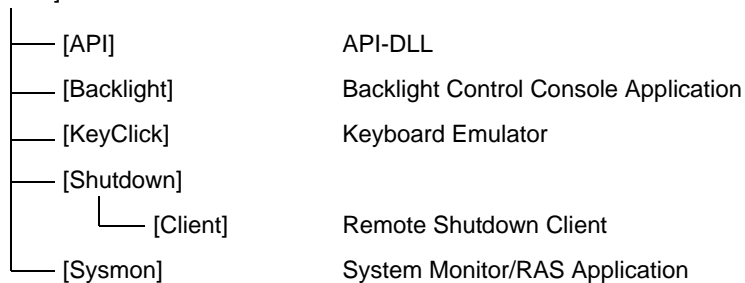 [API] API-DLL
[Backlight] Backlight Control Console Application
[KeyClick] Keyboard Emulator
[Shutdown]
[Client] Remote Shutdown Client
[Sysmon] System Monitor/RAS Application